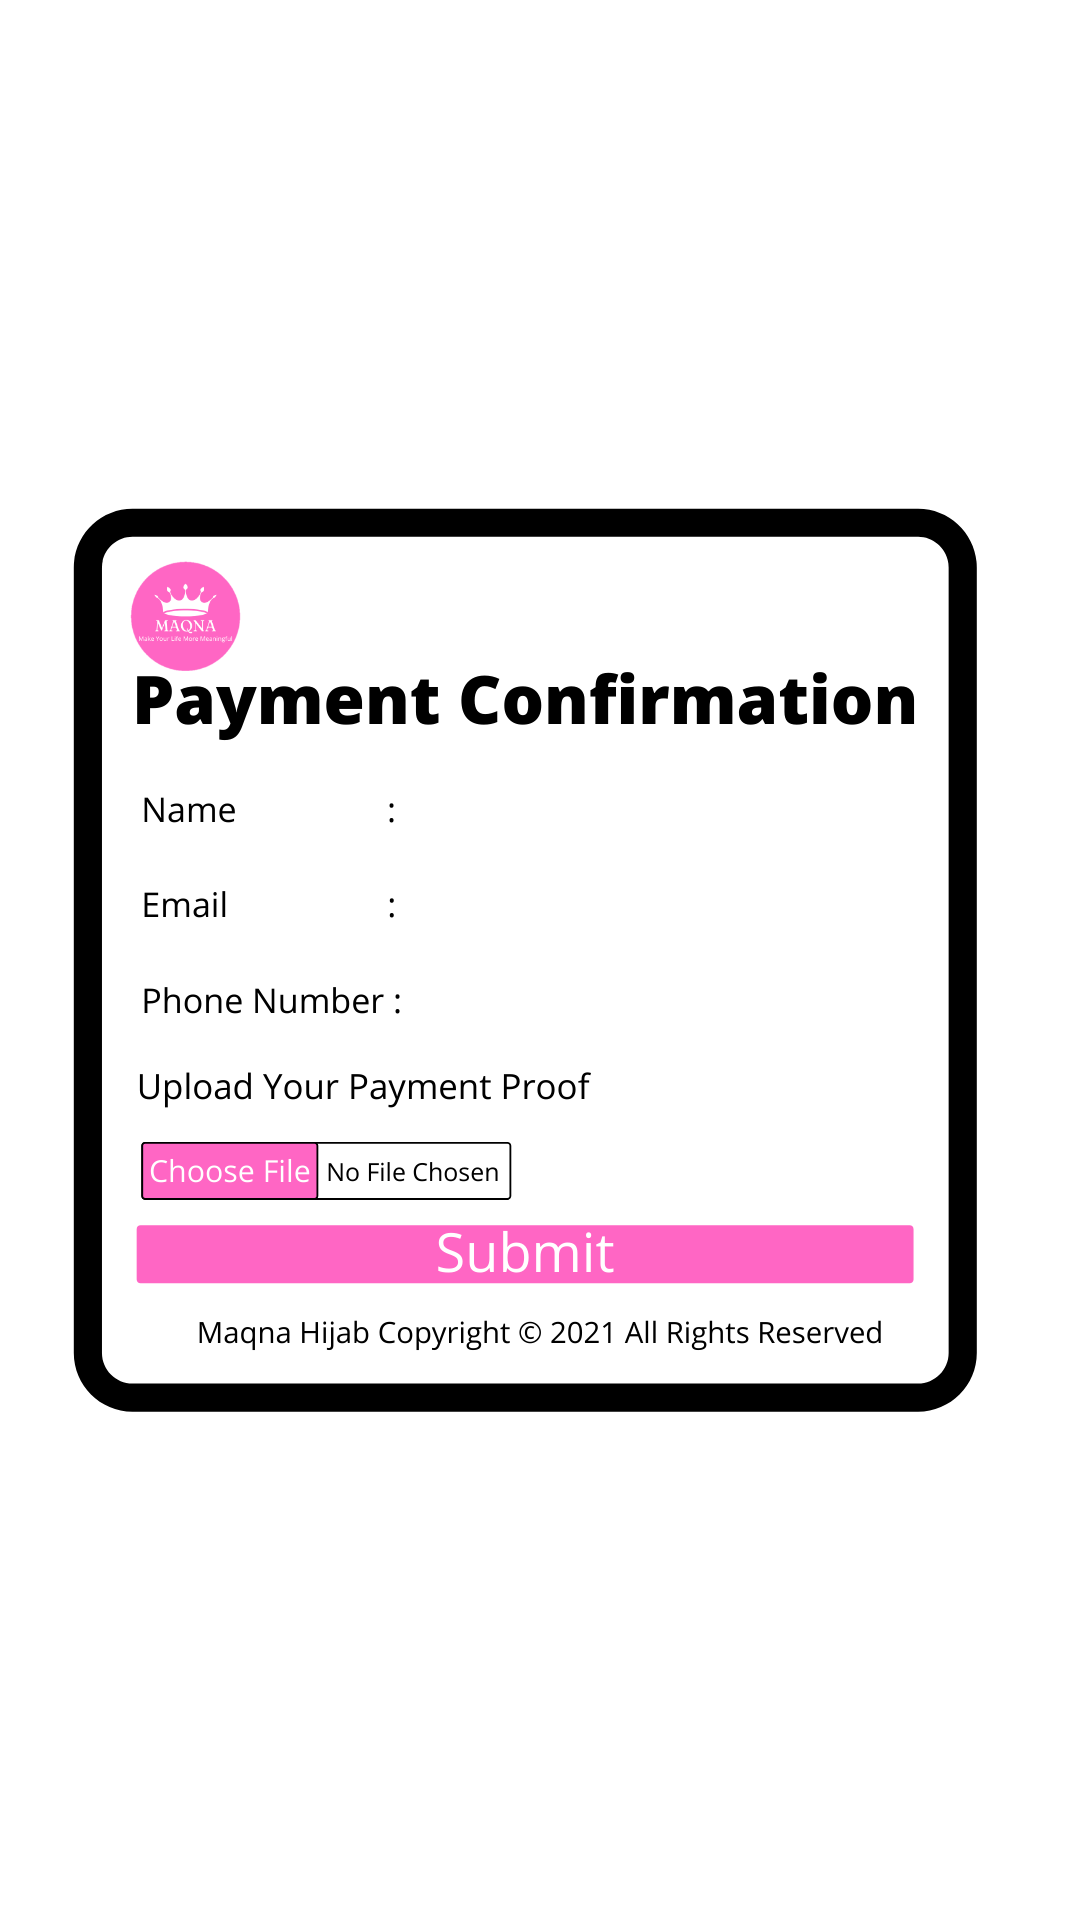 MAQNA
Make Your Life More Meaningful
Payment Confirmation
Name :
Email :
Phone Number :
Upload Your Payment Proof
Choose File No File Chosen
Submit
Maqna Hijab Copyright © 2021 All Rights Reserved